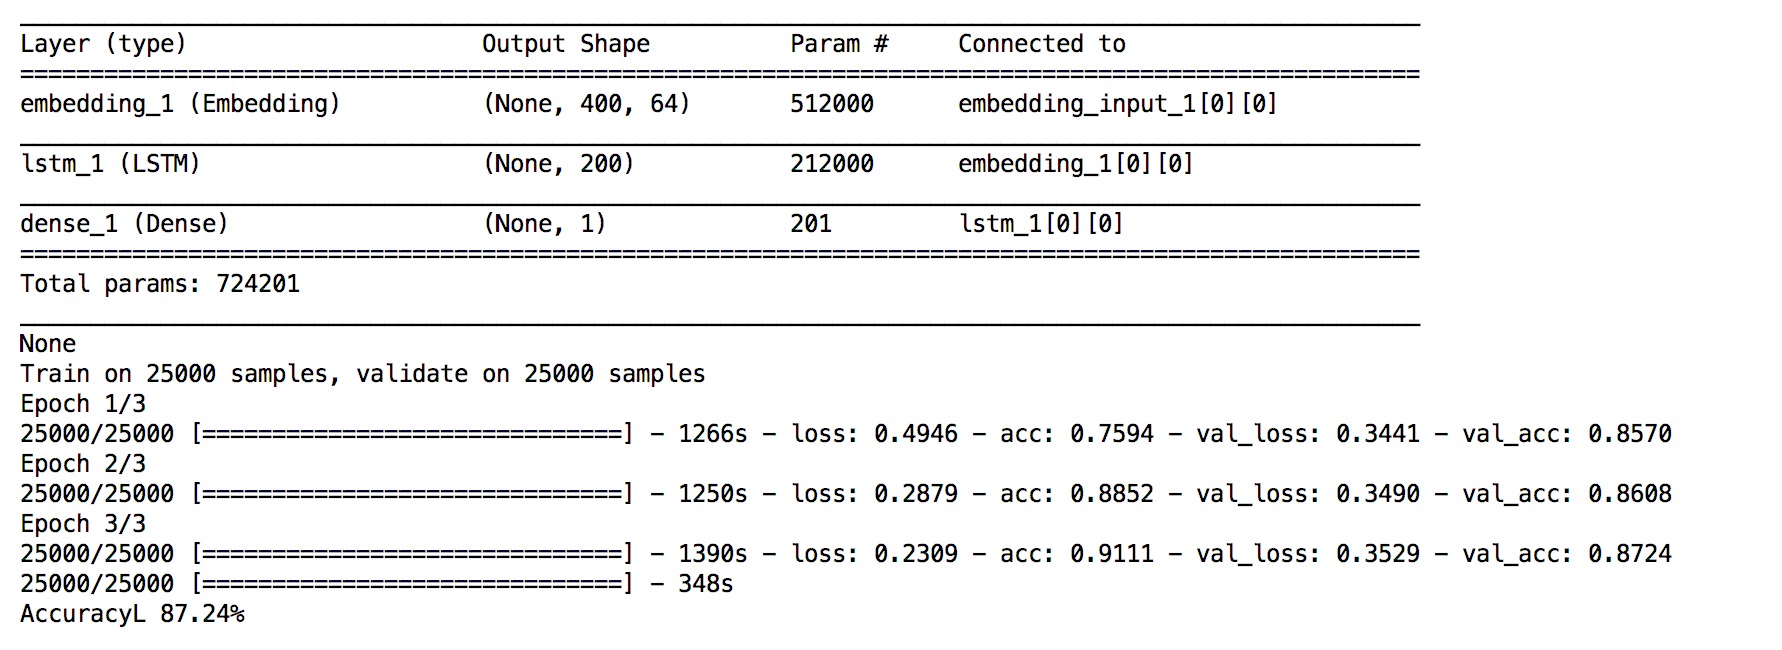 ____________________________________________________________________________________________________
Layer (type)                     Output Shape          Param #     Connected to
====================================================================================================
embedding_1 (Embedding)          (None, 400, 64)       512000      embedding_input_1[0][0]
____________________________________________________________________________________________________
lstm_1 (LSTM)                    (None, 200)           212000      embedding_1[0][0]
____________________________________________________________________________________________________
dense_1 (Dense)                  (None, 1)             201         lstm_1[0][0]
====================================================================================================
Total params: 724201
____________________________________________________________________________________________________
None
Train on 25000 samples, validate on 25000 samples
Epoch 1/3
25000/25000 [==============================] - 1266s - loss: 0.4946 - acc: 0.7594 - val_loss: 0.3441 - val_acc: 0.8570
Epoch 2/3
25000/25000 [==============================] - 1250s - loss: 0.2879 - acc: 0.8852 - val_loss: 0.3490 - val_acc: 0.8608
Epoch 3/3
25000/25000 [==============================] - 1390s - loss: 0.2309 - acc: 0.9111 - val_loss: 0.3529 - val_acc: 0.8724
25000/25000 [==============================] - 348s
AccuracyL 87.24%